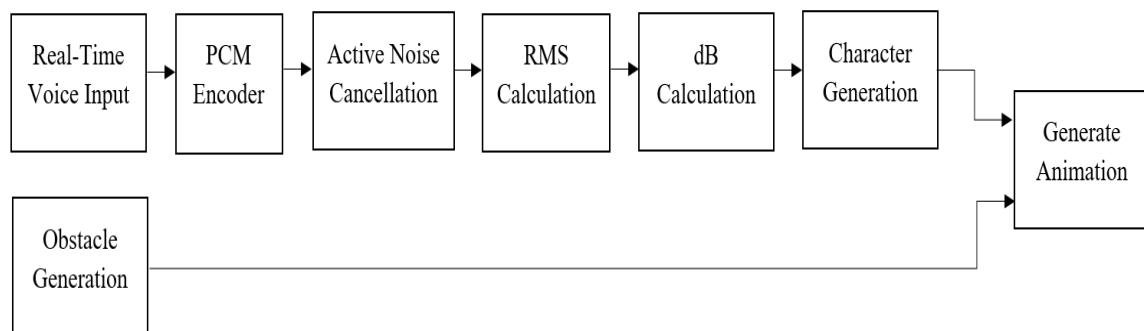 Real-Time
Voice Input
PCM
Encoder
Active Noise
Cancellation
RMS
Calculation
dB
Calculation
Character
Generation
Generate
Animation
Obstacle
Generation